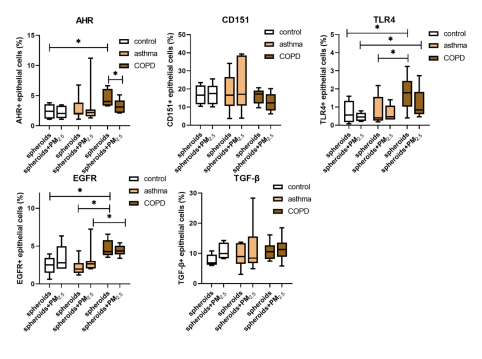 AHR
AHR+ epithelial cells (%)
15
10
5
0
*
*
control
asthma
COPD
spheroids
spheroids+PM2.5
spheroids
spheroids+PM2.5
spheroids
spheroids+PM2.5
CD151
CD151+ epithelial cells (%)
50
40
30
20
10
0
control
asthma
COPD
spheroids
spheroids+PM2.5
spheroids
spheroids+PM2.5
spheroids
spheroids+PM2.5
TLR4
TLR4+ epithelial cells (%)
5
4
3
2
1
0
*
*
*
control
asthma
COPD
spheroids
spheroids+PM2.5
spheroids
spheroids+PM2.5
spheroids
spheroids+PM2.5
EGFR
EGFR+ epithelial cells (%)
10
5
0
*
*
*
control
asthma
COPD
spheroids
spheroids+PM2.5
spheroids
spheroids+PM2.5
spheroids
spheroids+PM2.5
TGF-β
TGF-β+ epithelial cells (%)
30
20
10
0
control
asthma
COPD
spheroids
spheroids+PM2.5
spheroids
spheroids+PM2.5
spheroids
spheroids+PM2.5